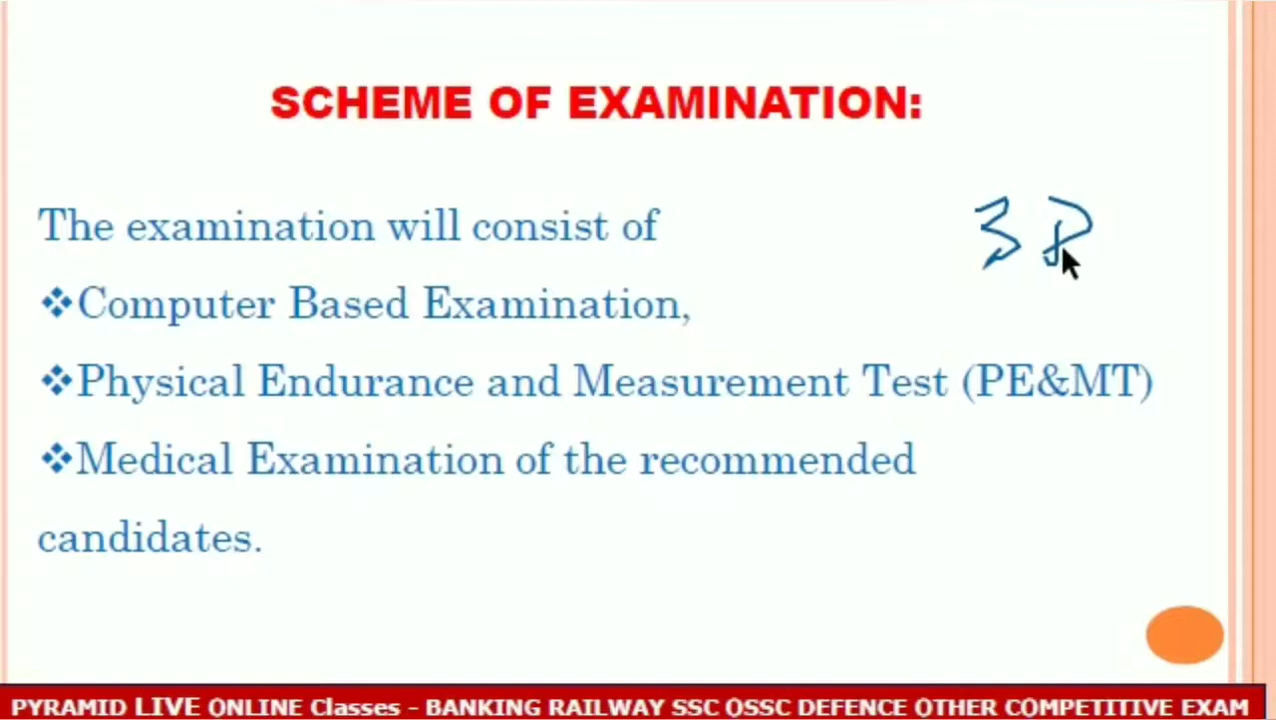 SCHEME OF EXAMINATION:
The examination will consist of
3 P
❖Computer Based Examination,
❖Physical Endurance and Measurement Test (PE&MT)
❖Medical Examination of the recommended
candidates.
PYRAMID LIVE ONLINE Classes - BANKING RAILWAY SSC OSSC DEFENCE OTHER COMPETITIVE EXAM